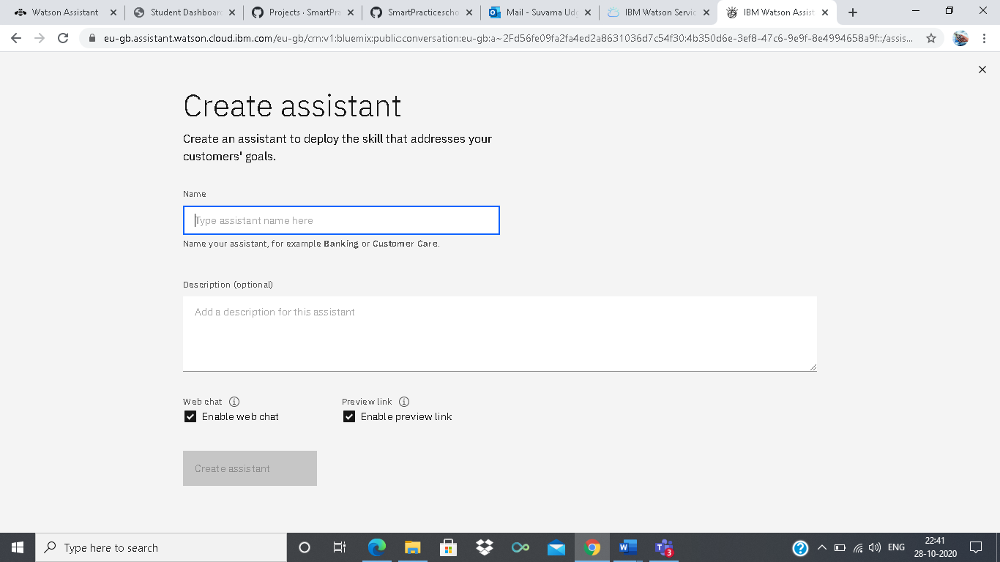 Watson Assistant
Student Dashboar
Projects · SmartPra
SmartPracticescho
Mail - Suvarna Udg
IBM Watson Servic
IBM Watson Assist
eu-gb.assistant.watson.cloud.ibm.com/eu-gb/crn:v1:bluemix:public:conversation:eu-gb:a~2Fd56fe09fa2fa4ed2a8631036d7c54f30:4b350d6e-3ef8-47c6-9e9f-8e4994658a9f::/assis...
Create assistant
Create an assistant to deploy the skill that addresses your
customers' goals.
Name
Type assistant name here
Name your assistant, for example Banking or Customer Care.
Description (optional)
Add a description for this assistant
Web chat
Preview link
Enable web chat
Enable preview link
Create assistant
Type here to search
3
ENG
22:41
28-10-2020